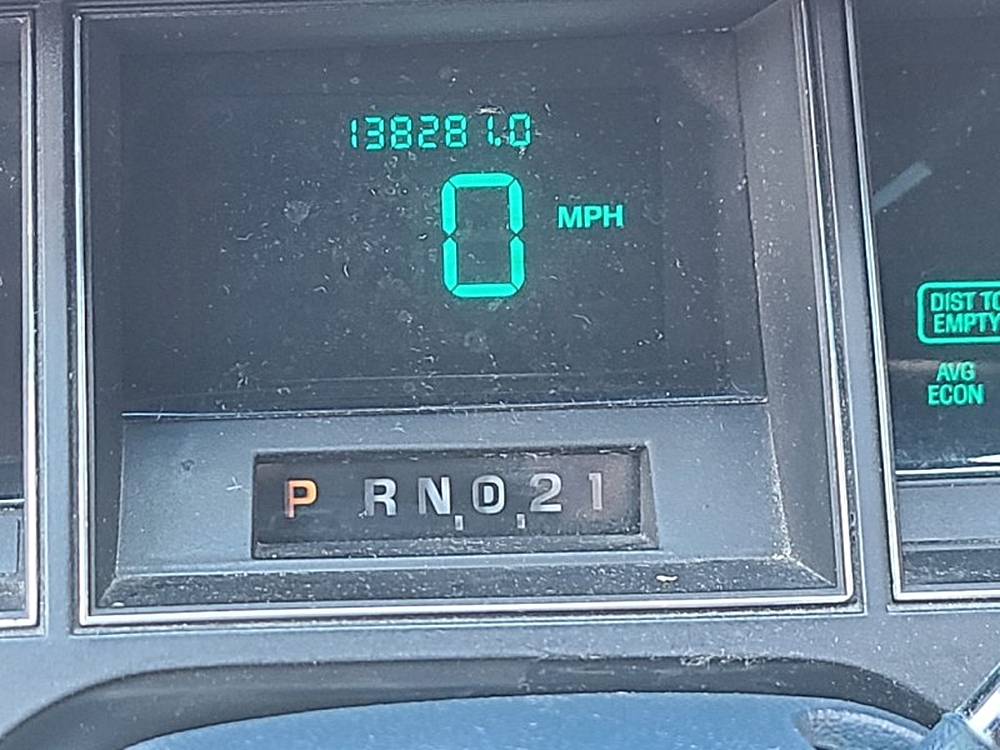 138281.0
0 MPH
DIST TO
EMPTY
AVG
ECON
P R N D 2 1